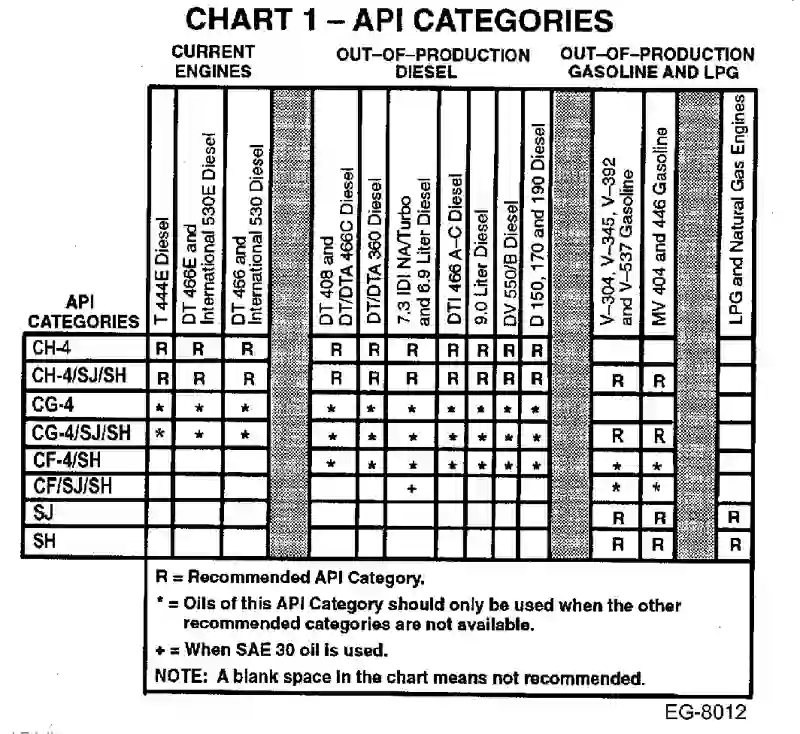 CHART 1 – API CATEGORIES
CURRENT
ENGINES
OUT–OF–PRODUCTION
DIESEL
OUT–OF–PRODUCTION
GASOLINE AND LPG
API
CATEGORIES
T 444E Diesel
DT 466E and
International 530E Diesel
DT 466 and
International 530 Diesel
DT 408 and
DT/DTA 466C Diesel
DT/DTA 360 Diesel
7.3 IDI NA/Turbo
and 6.9 Liter Diesel
DTI 466 A–C Diesel
9.0 Liter Diesel
DV 550/B Diesel
D 150, 170 and 190 Diesel
V–304, V–345, V–392
and V–537 Gasoline
MV 404 and 446 Gasoline
LPG and Natural Gas Engines
CH-4 R R R R R R R R R R
CH-4/SJ/SH R R R R R R R R R R R R
CG-4 * * * * * * * * * *
CG-4/SJ/SH * * * * * * * * * * R R
CF-4/SH * * * * * * * * *
CF/SJ/SH + * *
SJ R R R
SH R R R
R = Recommended API Category.
* = Oils of this API Category should only be used when the other
recommended categories are not available.
+ = When SAE 30 oil is used.
NOTE: A blank space in the chart means not recommended.
EG-8012